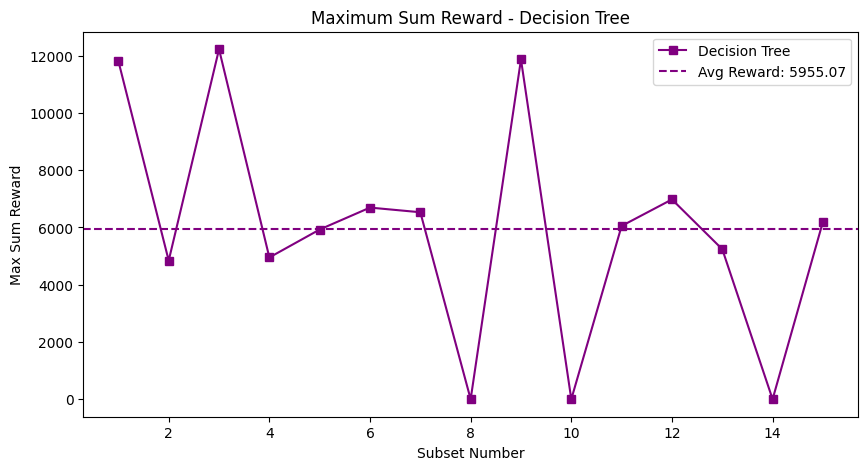 Maximum Sum Reward - Decision Tree
Decision Tree
Avg Reward: 5955.07
Max Sum Reward
12000
10000
8000
6000
4000
2000
0
2 4 6 8 10 12 14
Subset Number